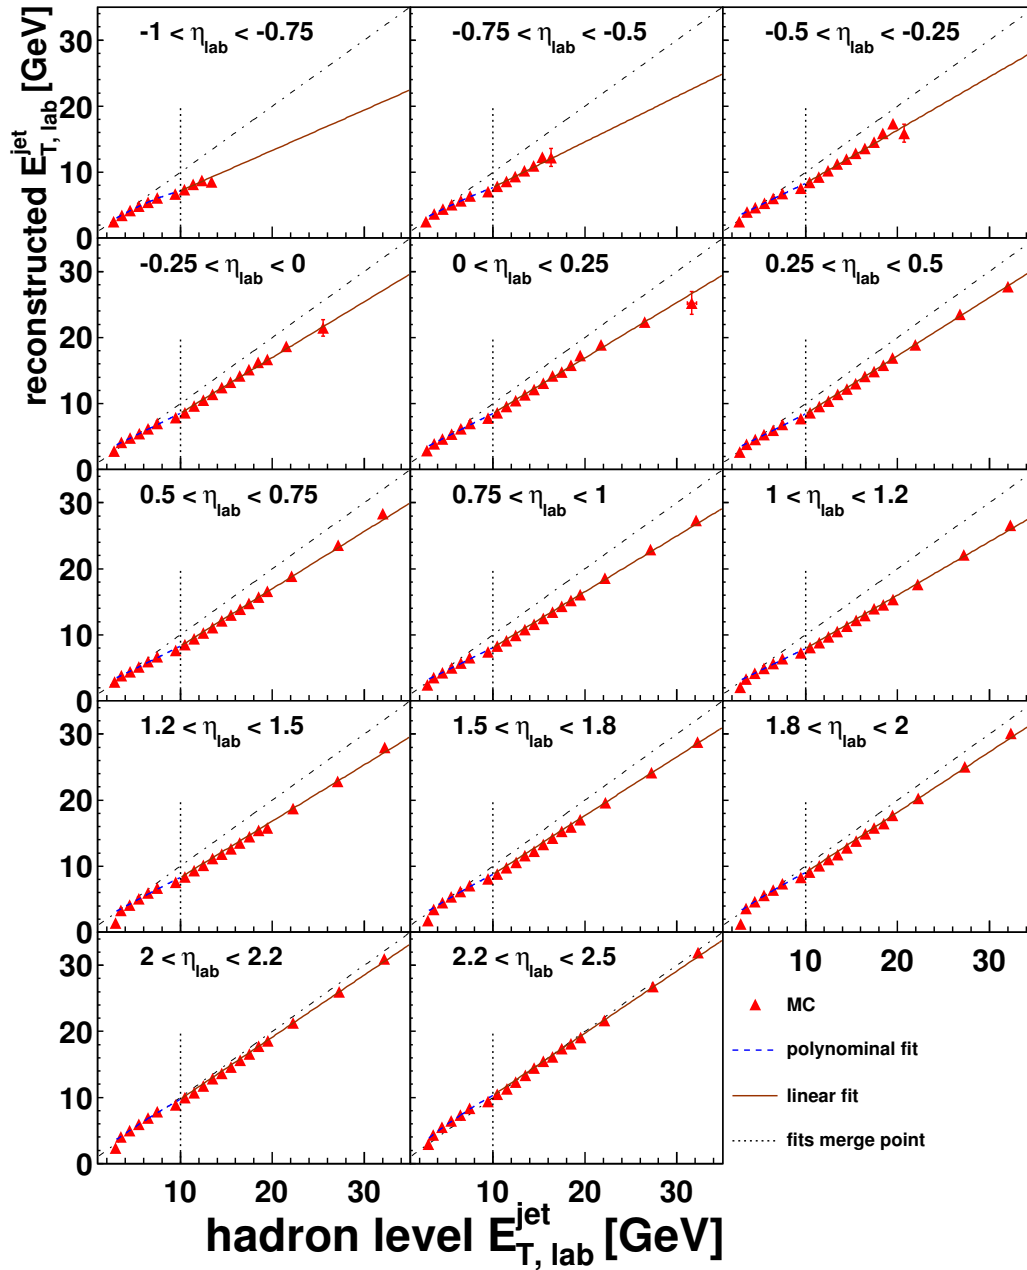 reconstructed E^jet_T, lab [GeV]
-1 < η_lab < -0.75
-0.75 < η_lab < -0.5
-0.5 < η_lab < -0.25
30
20
10
0
-0.25 < η_lab < 0
0 < η_lab < 0.25
0.25 < η_lab < 0.5
30
20
10
0
0.5 < η_lab < 0.75
0.75 < η_lab < 1
1 < η_lab < 1.2
30
20
10
0
1.2 < η_lab < 1.5
1.5 < η_lab < 1.8
1.8 < η_lab < 2
30
20
10
0
2 < η_lab < 2.2
2.2 < η_lab < 2.5
10 20 30
30
20
10
0
MC
polynominal fit
linear fit
fits merge point
10 20 30 10 20 30
hadron level E^jet_T, lab [GeV]